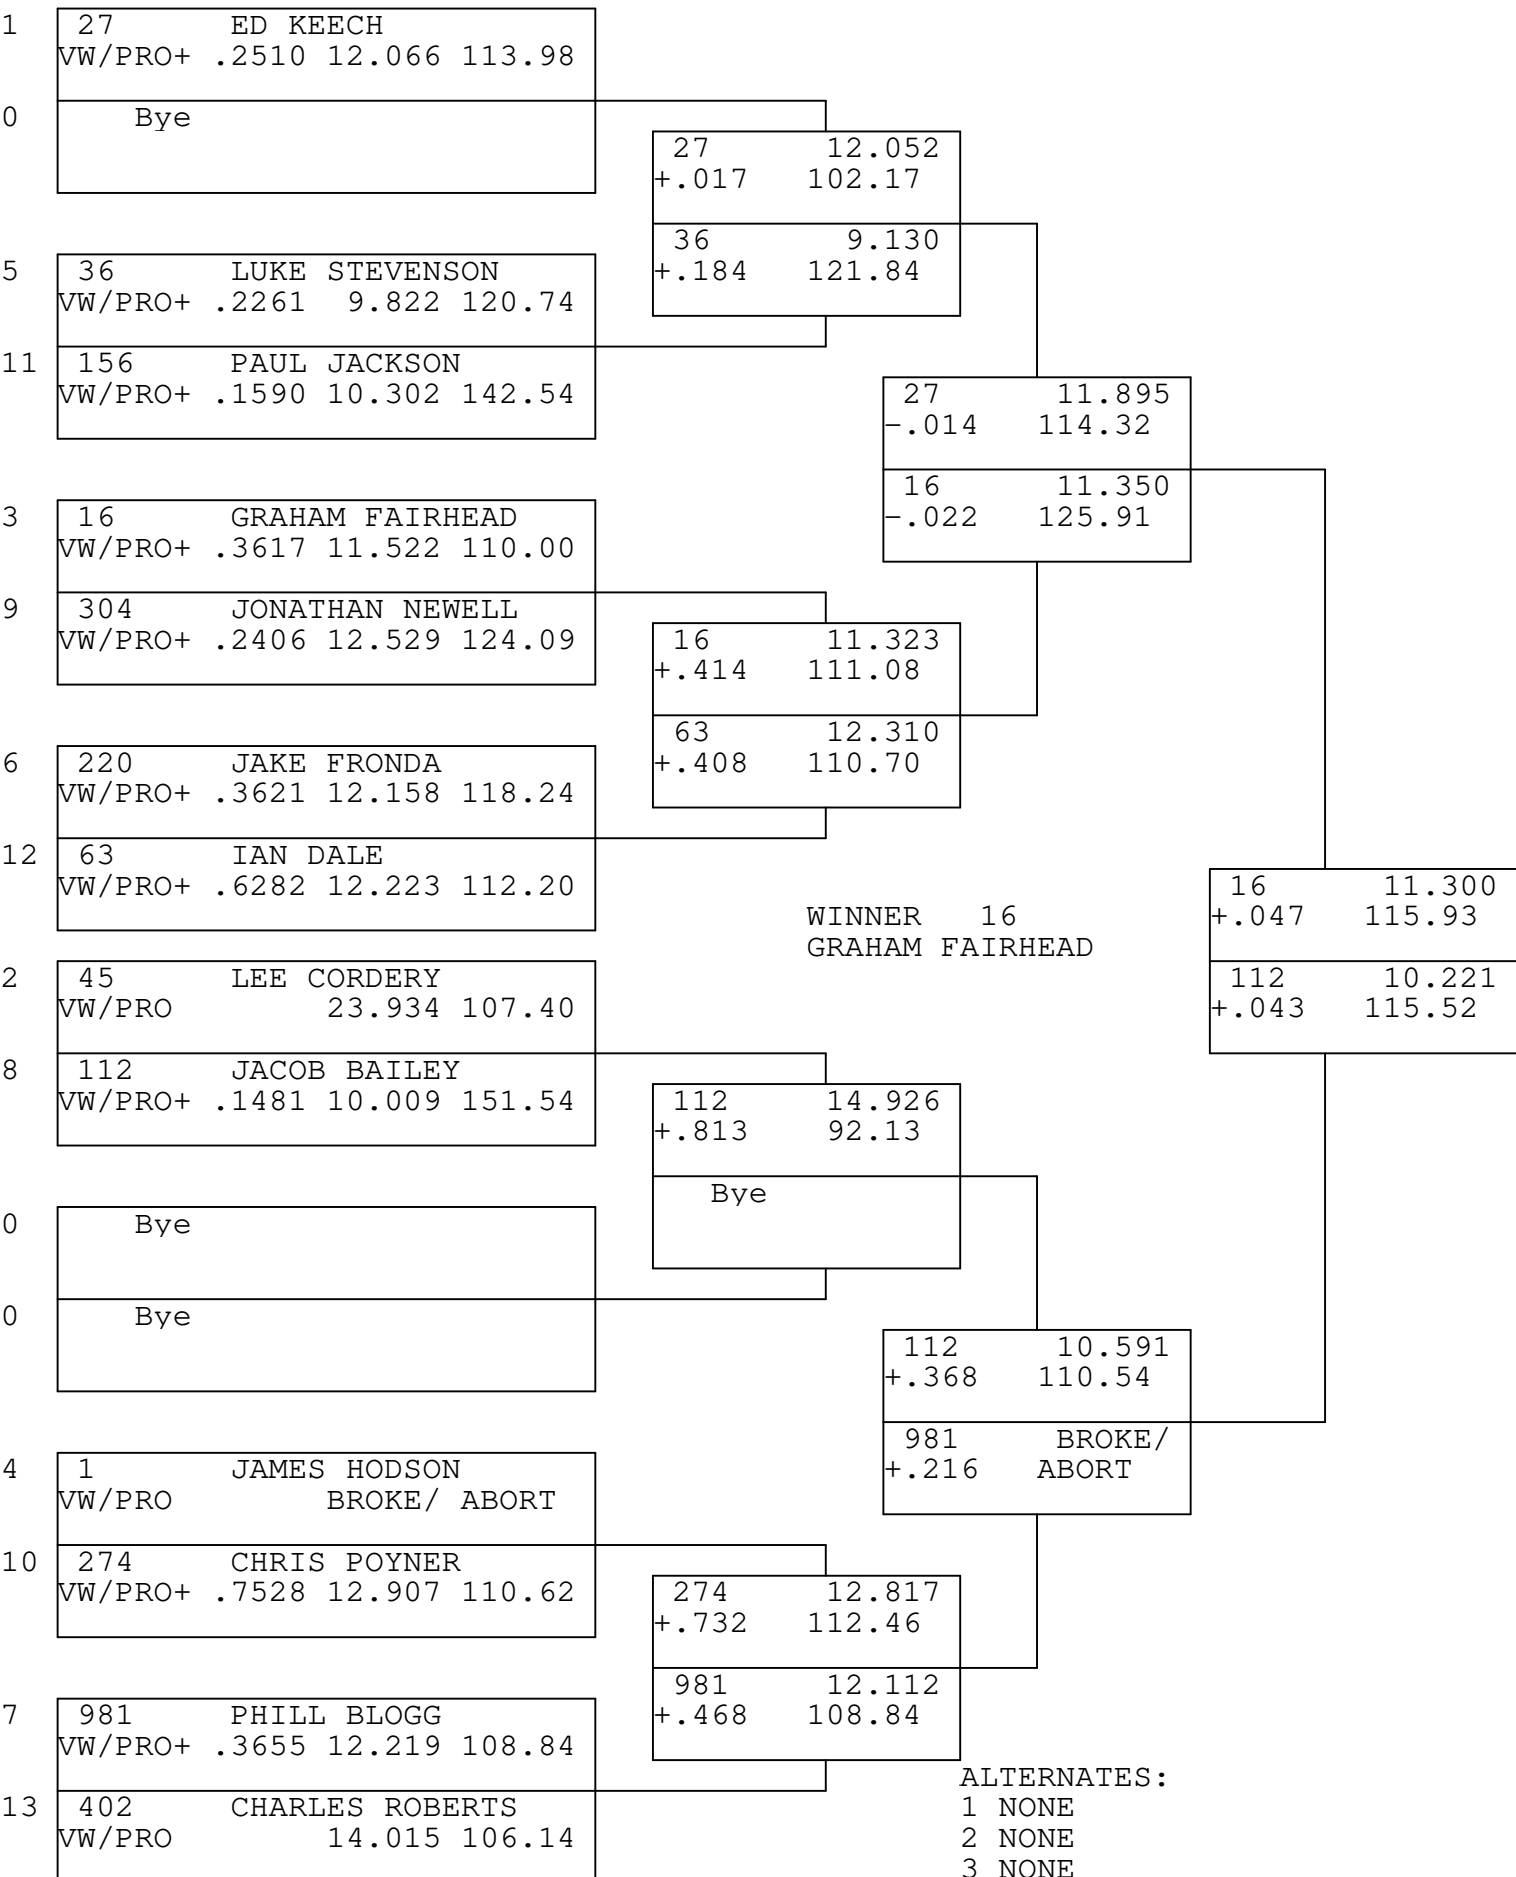 1 27 ED KEECH
VW/PRO+ .2510 12.066 113.98
0 Bye
5 36 LUKE STEVENSON
VW/PRO+ .2261 9.822 120.74
11 156 PAUL JACKSON
VW/PRO+ .1590 10.302 142.54
3 16 GRAHAM FAIRHEAD
VW/PRO+ .3617 11.522 110.00
9 304 JONATHAN NEWELL
VW/PRO+ .2406 12.529 124.09
6 220 JAKE FRONDA
VW/PRO+ .3621 12.158 118.24
12 63 IAN DALE
VW/PRO+ .6282 12.223 112.20
2 45 LEE CORDERY
VW/PRO 23.934 107.40
8 112 JACOB BAILEY
VW/PRO+ .1481 10.009 151.54
0 Bye
0 Bye
4 1 JAMES HODSON
VW/PRO BROKE/ ABORT
10 274 CHRIS POYNER
VW/PRO+ .7528 12.907 110.62
7 981 PHILL BLOGG
VW/PRO+ .3655 12.219 108.84
13 402 CHARLES ROBERTS
VW/PRO 14.015 106.14
27 12.052
+.017 102.17
36 9.130
+.184 121.84
16 11.323
+.414 111.08
63 12.310
+.408 110.70
112 14.926
+.813 92.13
Bye
274 12.817
+.732 112.46
981 12.112
+.468 108.84
27 11.895
-.014 114.32
16 11.350
-.022 125.91
112 10.591
+.368 110.54
981 BROKE/
+.216 ABORT
16 11.300
+.047 115.93
112 10.221
+.043 115.52
WINNER 16
GRAHAM FAIRHEAD
ALTERNATES:
1 NONE
2 NONE
3 NONE